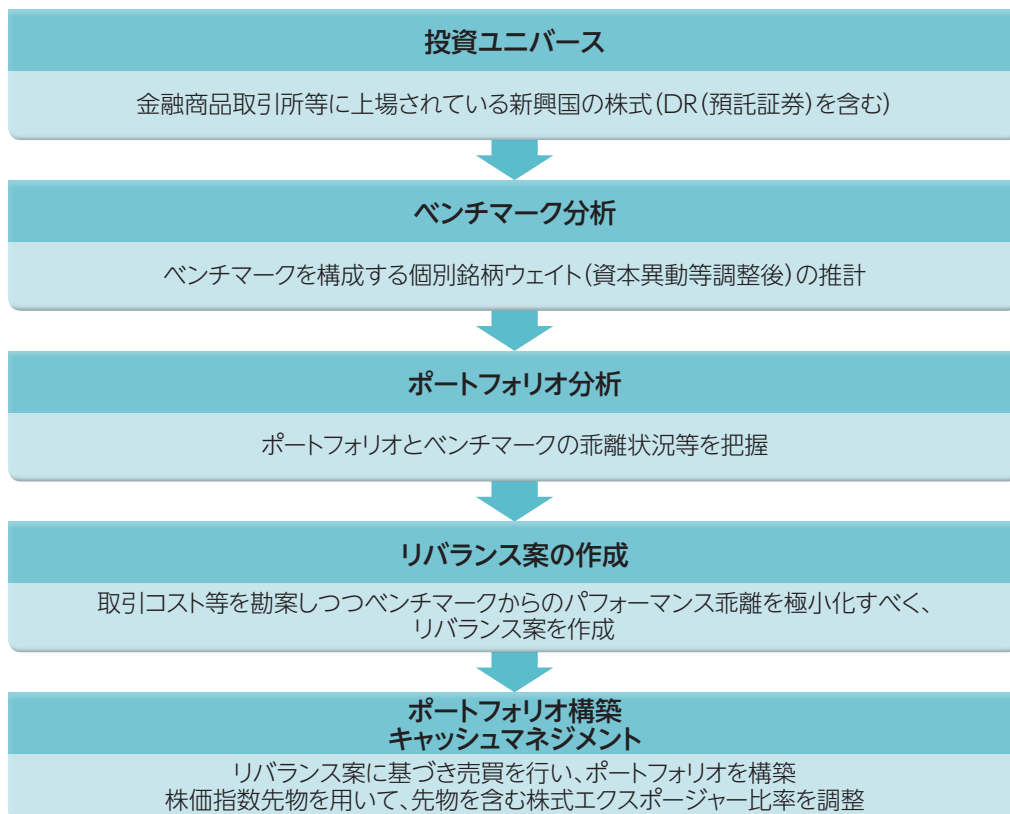 投資ユニバース
金融商品取引所等に上場されている新興国の株式(DR(預託証券)を含む)
ベンチマーク分析
ベンチマークを構成する個別銘柄ウェイト(資本異動等調整後)の推計
ポートフォリオ分析
ポートフォリオとベンチマークの乖離状況等を把握
リバランス案の作成
取引コスト等を勘案しつつベンチマークからのパフォーマンス乖離を極小化すべく、
リバランス案を作成
ポートフォリオ構築
キャッシュマネジメント
リバランス案に基づき売買を行い、ポートフォリオを構築
株価指数先物を用いて、先物を含む株式エクスポージャー比率を調整